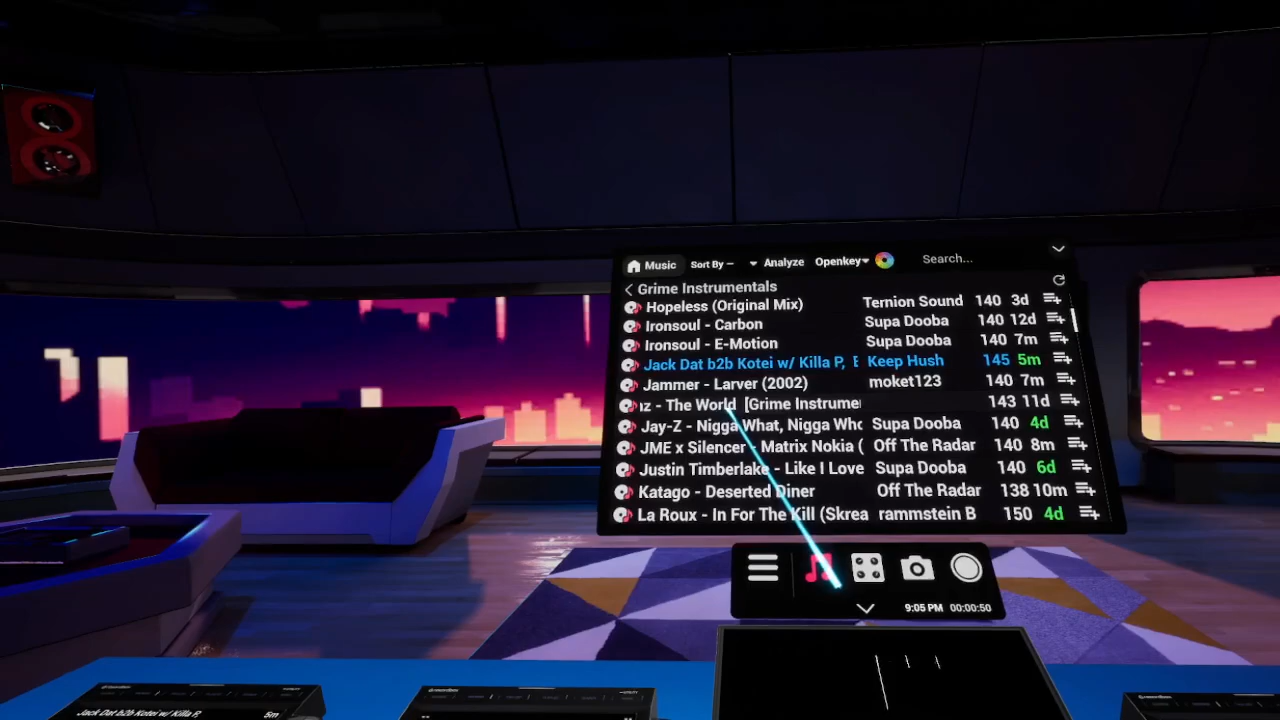 Music Sort By – Analyze Openkey Search...
Grime Instrumentals
Hopeless (Original Mix) Ternion Sound 140 3d
Ironsoul - Carbon Supa Dooba 140 12d
Ironsoul - E-Motion Supa Dooba 140 7m
Jack Dat b2b Kotei w/ Killa P, Keep Hush 145 5m
Jammer - Larver (2002) moket123 140 7m
- The World [Grime 143 11d
Jay-Z - Nigga What, Nigga Supa Dooba 140 4d
JME x Silencer - Matrix Nokia ( Off The Radar 140 8m
Justin Timberlake - Like I Love Supa Dooba 140 6d
Katago - Deserted Diner Off The Radar 138 10m
La Roux - In For The Kill (Skrea rammstein B 150 4d
9:05 PM 00:00:50
Jack Dat b2b Kotei w/ Killa P, 5m